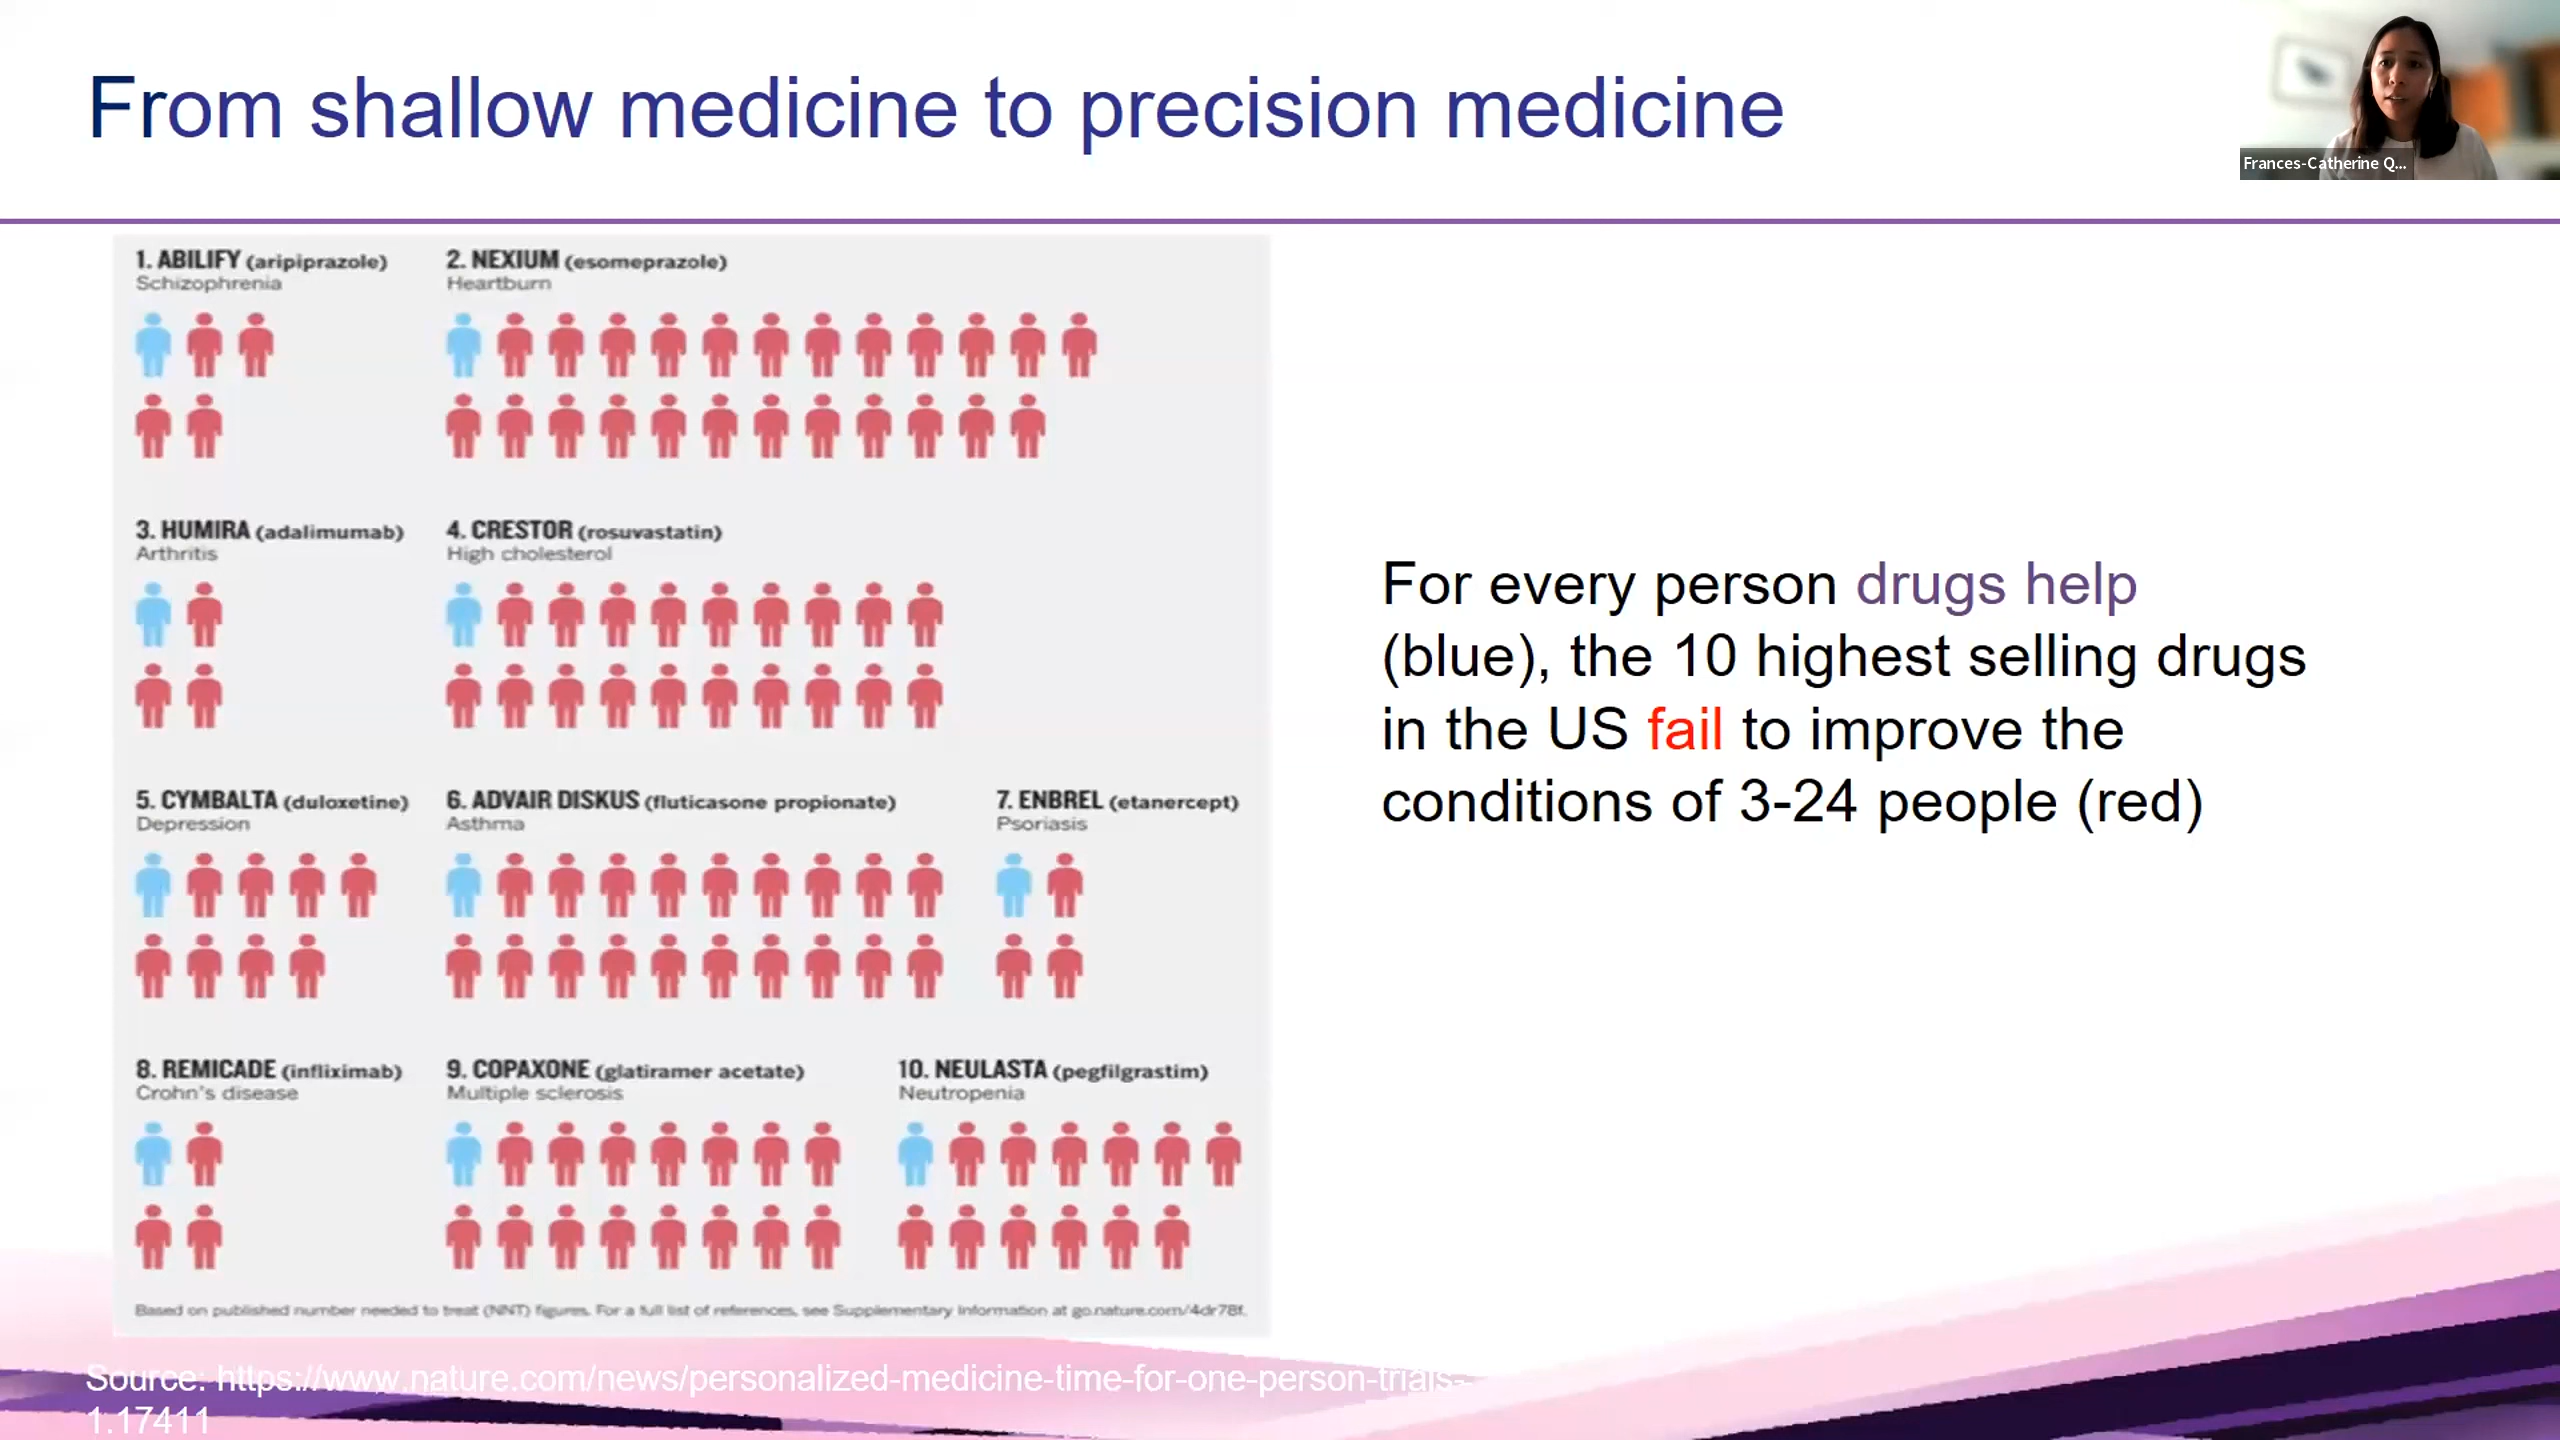 From shallow medicine to precision medicine
Frances-Catherine Q...
1. ABILIFY (aripiprazole)
Schizophrenia
2. NEXIUM (esomeprazole)
Heartburn
3. HUMIRA (adalimumab)
Arthritis
4. CRESTOR (rosuvastatin)
High cholesterol
5. CYMBALTA (duloxetine)
Depression
6. ADVAIR DISKUS (fluticasone propionate)
Asthma
7. ENBREL (etanercept)
Psoriasis
8. REMICADE (infliximab)
Crohn's disease
9. COPAXONE (glatiramer acetate)
Multiple sclerosis
10. NEULASTA (pegfilgrastim)
Neutropenia
Based on published number needed to treat (NNT) figures. For a full list of references, see Supplementary Information at go.nature.com/4dr78f.
For every person drugs help
(blue), the 10 highest selling drugs
in the US fail to improve the
conditions of 3-24 people (red)
Source: https://www.nature.com/news/personalized-medicine-time-for-one-person-trials-
1.17411